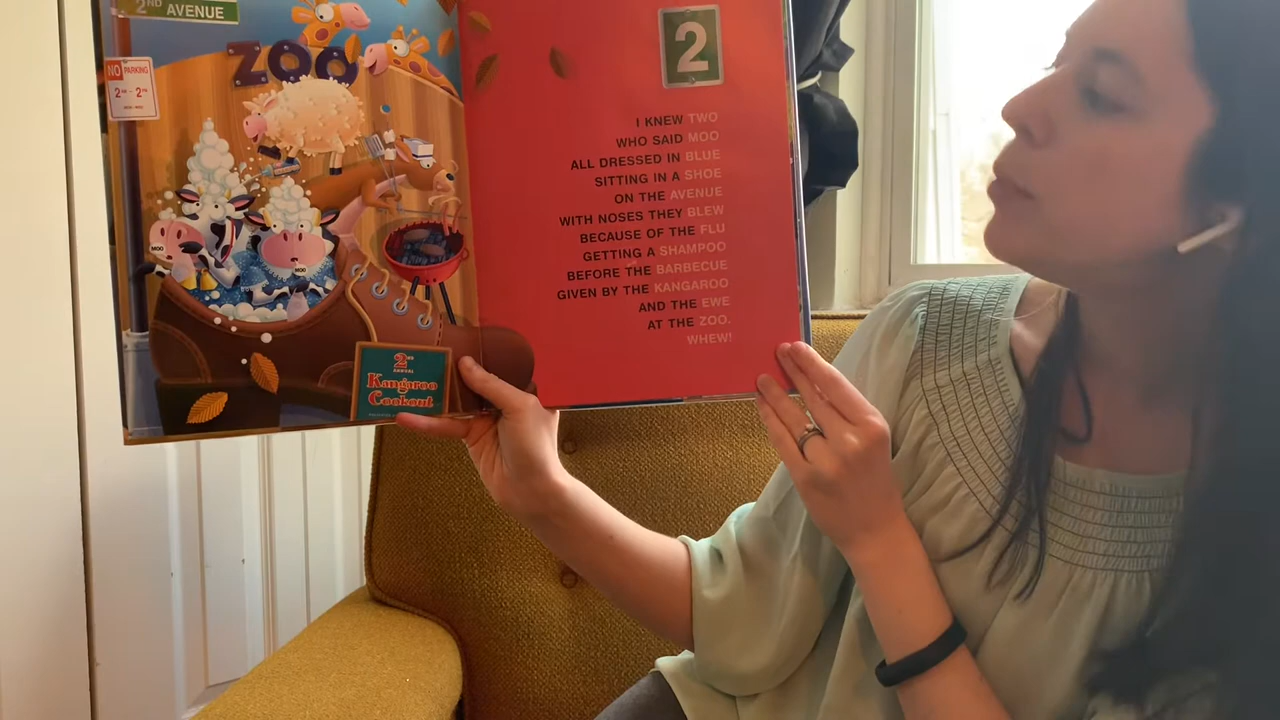 2ND AVENUE
ZOO
NO PARKING
2AM - 2PM
MOO
MOO
2ND
ANNUAL
Kangaroo
Cookout
2
I KNEW TWO
WHO SAID MOO
ALL DRESSED IN BLUE
SITTING IN A SHOE
ON THE AVENUE
WITH NOSES THEY BLEW
BECAUSE OF THE FLU
GETTING A SHAMPOO
BEFORE THE BARBECUE
GIVEN BY THE KANGAROO
AND THE EWE
AT THE ZOO.
WHEW!